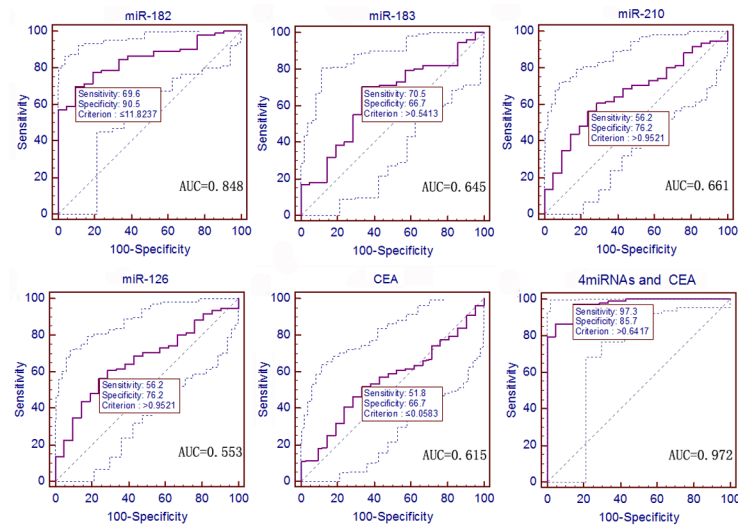 miR-182
100
80
60
40
20
0
Sensitivity
Sensitivity: 69.6
Specificity: 90.5
Criterion : ≤11.8237
AUC=0.848
0 20 40 60 80 100
100-Specificity
miR-183
100
80
60
40
20
0
Sensitivity
Sensitivity: 70.5
Specificity: 66.7
Criterion : >0.5413
AUC=0.645
0 20 40 60 80 100
100-Specificity
miR-210
100
80
60
40
20
0
Sensitivity
Sensitivity: 56.2
Specificity: 76.2
Criterion : >0.9521
AUC=0.661
0 20 40 60 80 100
100-Specificity
miR-126
100
80
60
40
20
0
Sensitivity
Sensitivity: 56.2
Specificity: 76.2
Criterion : >0.9521
AUC=0.553
0 20 40 60 80 100
100-Specificity
CEA
100
80
60
40
20
0
Sensitivity
Sensitivity: 51.8
Specificity: 66.7
Criterion : ≤0.0583
AUC=0.615
0 20 40 60 80 100
100-Specificity
4miRNAs and CEA
100
80
60
40
20
0
Sensitivity
Sensitivity: 97.3
Specificity: 85.7
Criterion : >0.6417
AUC=0.972
0 20 40 60 80 100
100-Specificity